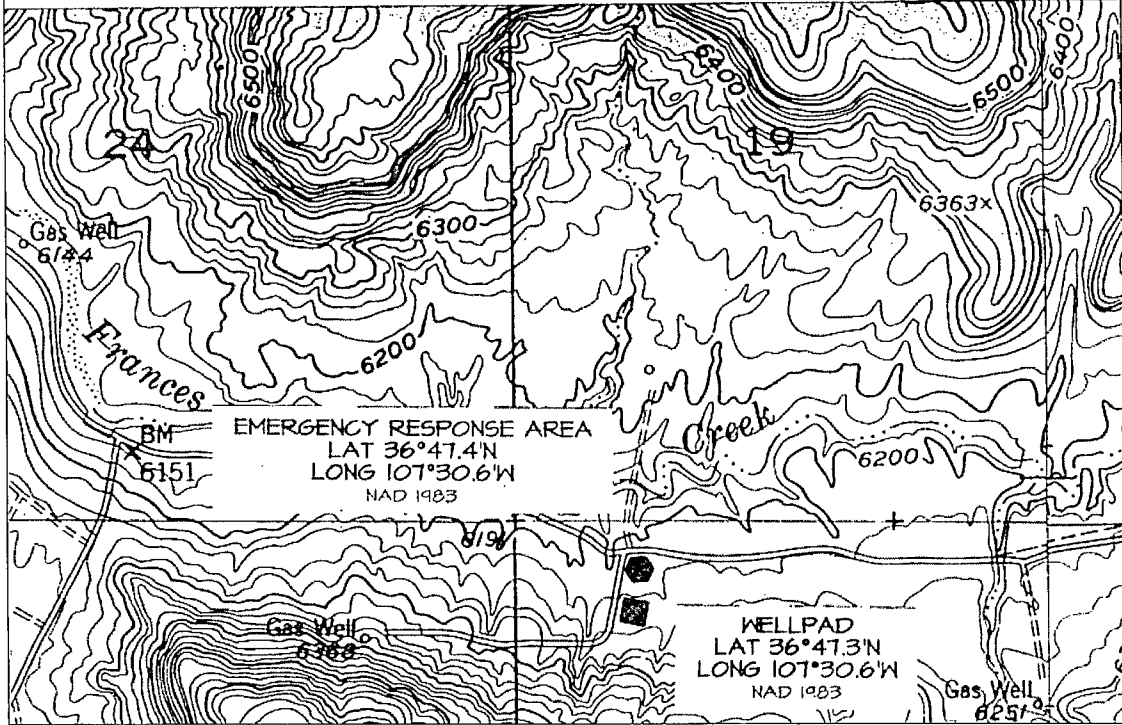 6500
6400
6400
6500
24
19
6363x
Gas Well
6144
6300
Frances
6200
BM
6151
EMERGENCY RESPONSE AREA
LAT 36°47.4'N
LONG 107°30.6'W
NAD 1983
Creek
6200
Gas Well
6368
WELLPAD
LAT 36°47.3'N
LONG 107°30.6'W
NAD 1983
Gas Well
6251